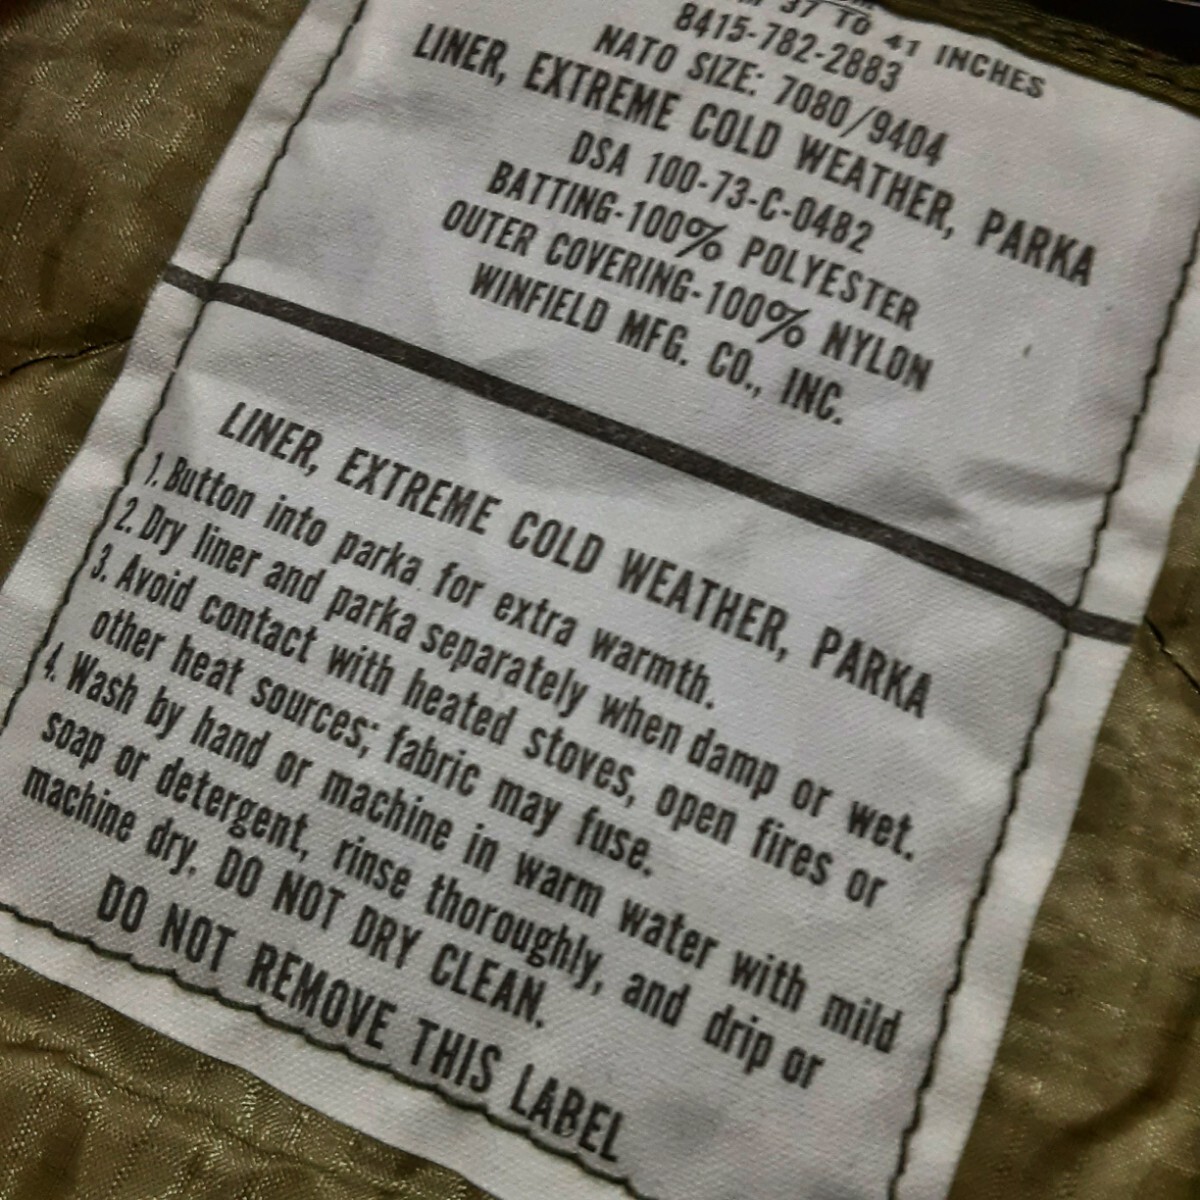 37 TO 41 INCHES
8415-782-2883
NATO SIZE: 7080/9404
LINER, EXTREME COLD WEATHER, PARKA
DSA 100-73-C-0482
BATTING-100% POLYESTER
OUTER COVERING-100% NYLON
WINFIELD MFG. CO., INC.
LINER, EXTREME COLD WEATHER, PARKA
1. Button into parka for extra warmth.
2. Dry liner and parka separately when damp or wet.
3. Avoid contact with heated stoves, open fires or
other heat sources; fabric may fuse.
4. Wash by hand or machine in warm water with mild
soap or detergent, rinse thoroughly, and drip or
machine dry. DO NOT DRY CLEAN.
DO NOT REMOVE THIS LABEL